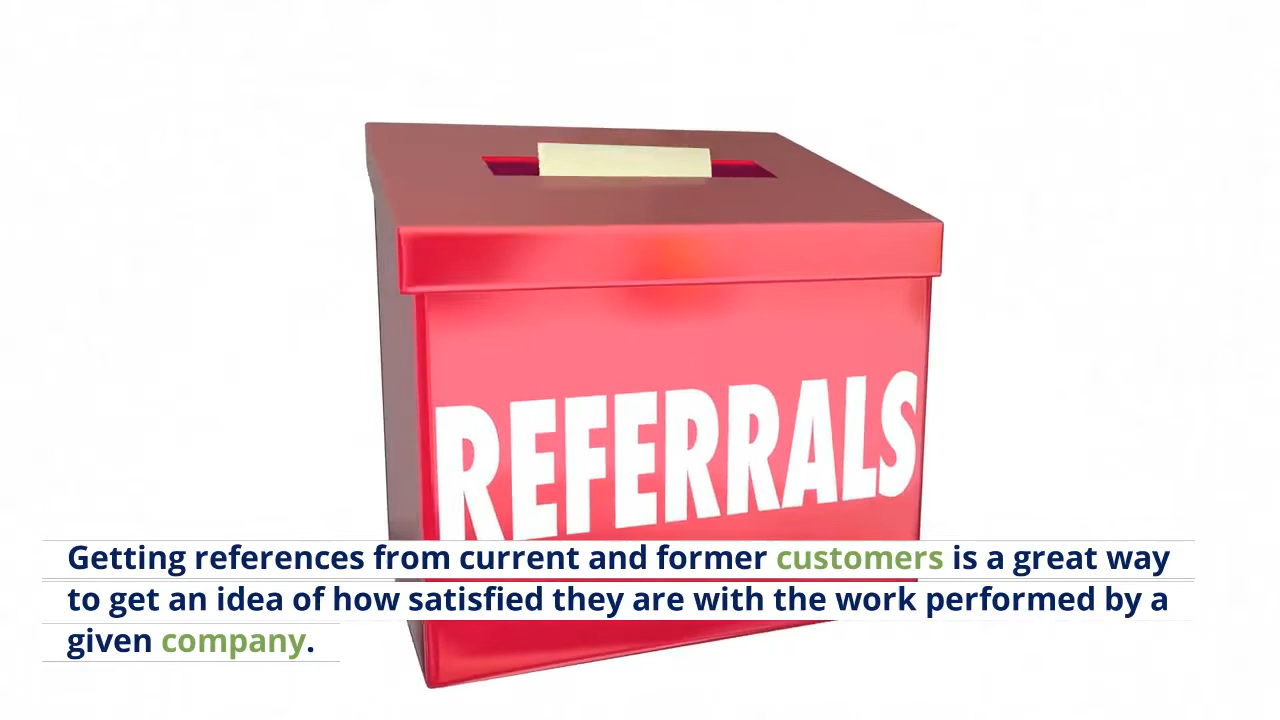 REFERRALS
Getting references from current and former customers is a great way
to get an idea of how satisfied they are with the work performed by a
given company.